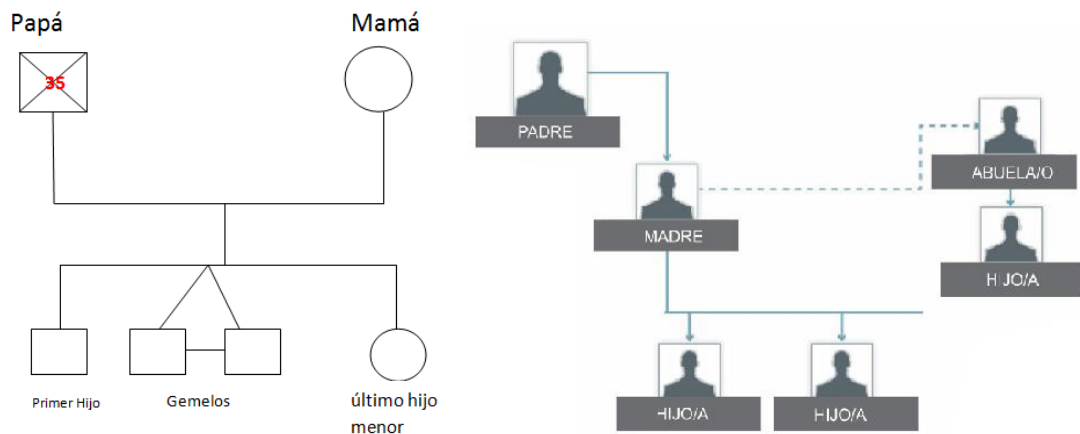 Papá
Mamá
35
Primer Hijo
Gemelos
último hijo
menor
PADRE
ABUELA/O
MADRE
HIJO/A
HIJO/A
HIJO/A